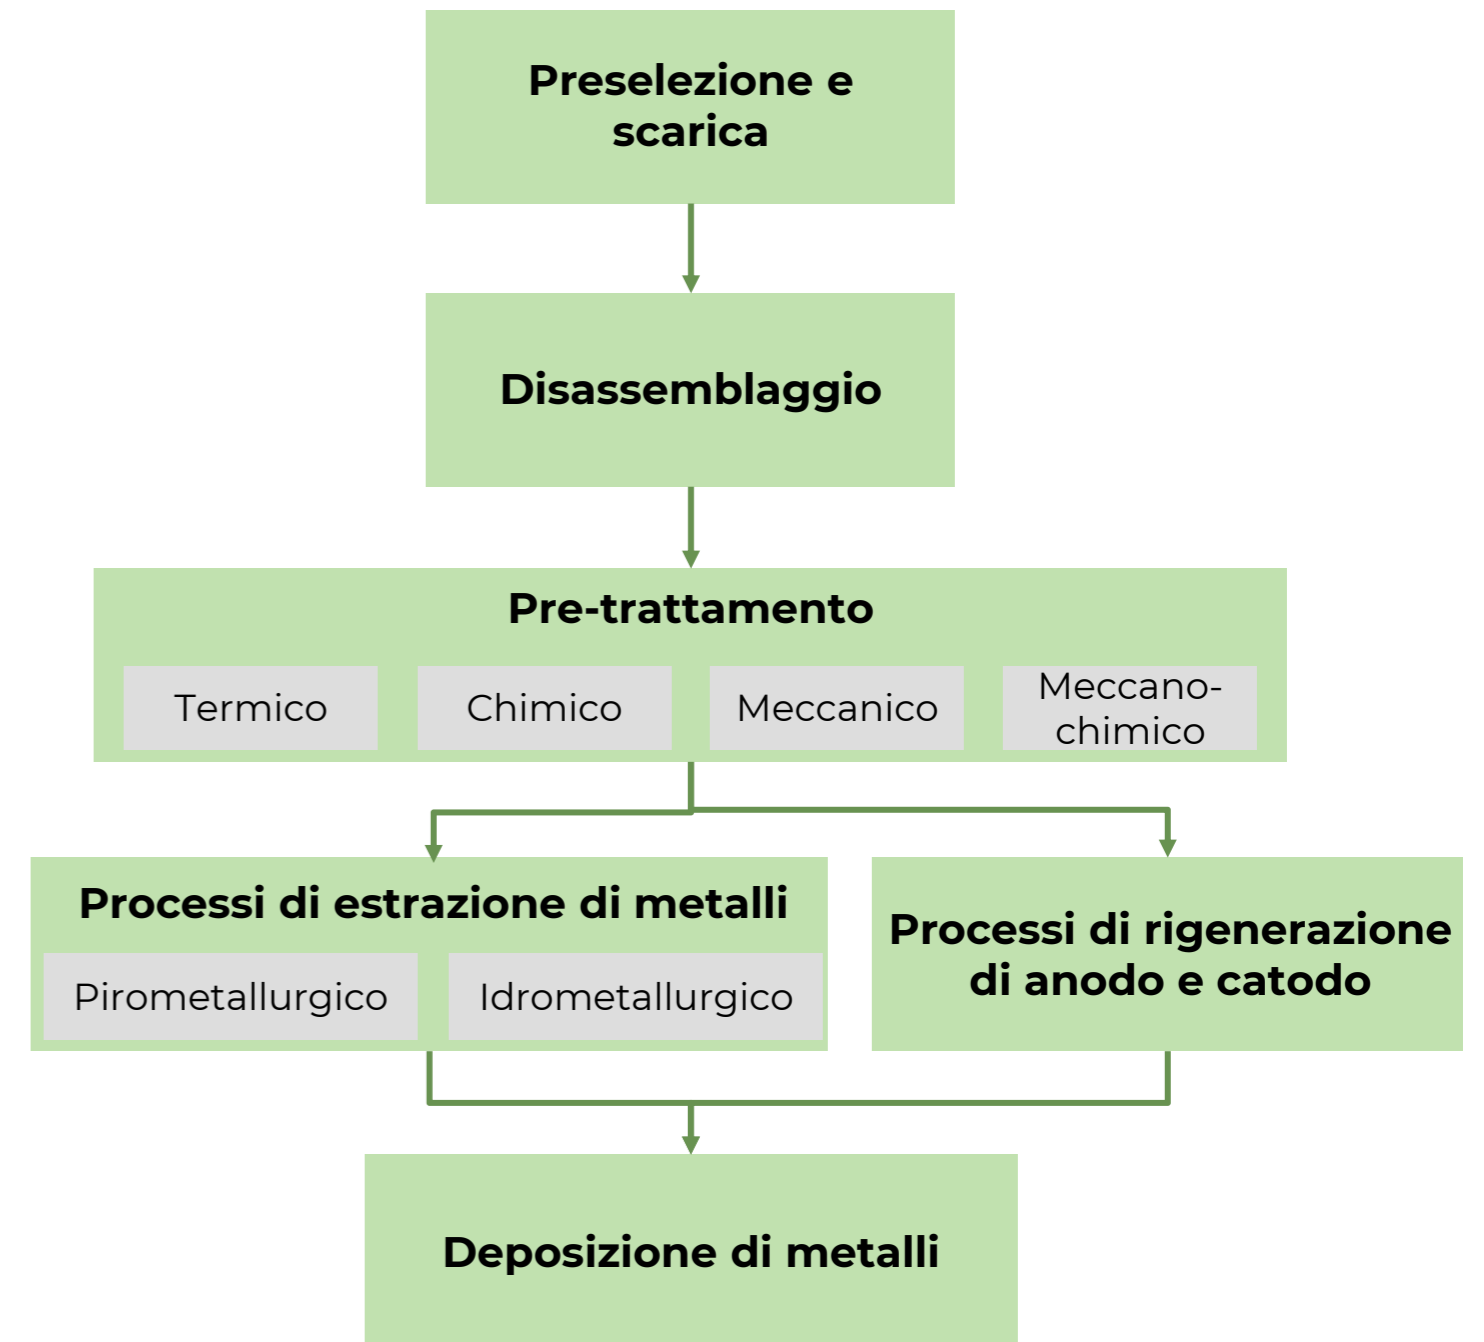 Preselezione e
scarica
Disassemblaggio
Pre-trattamento
Termico
Chimico
Meccanico
Meccano-
chimico
Processi di estrazione di metalli
Pirometallurgico
Idrometallurgico
Processi di rigenerazione
di anodo e catodo
Deposizione di metalli